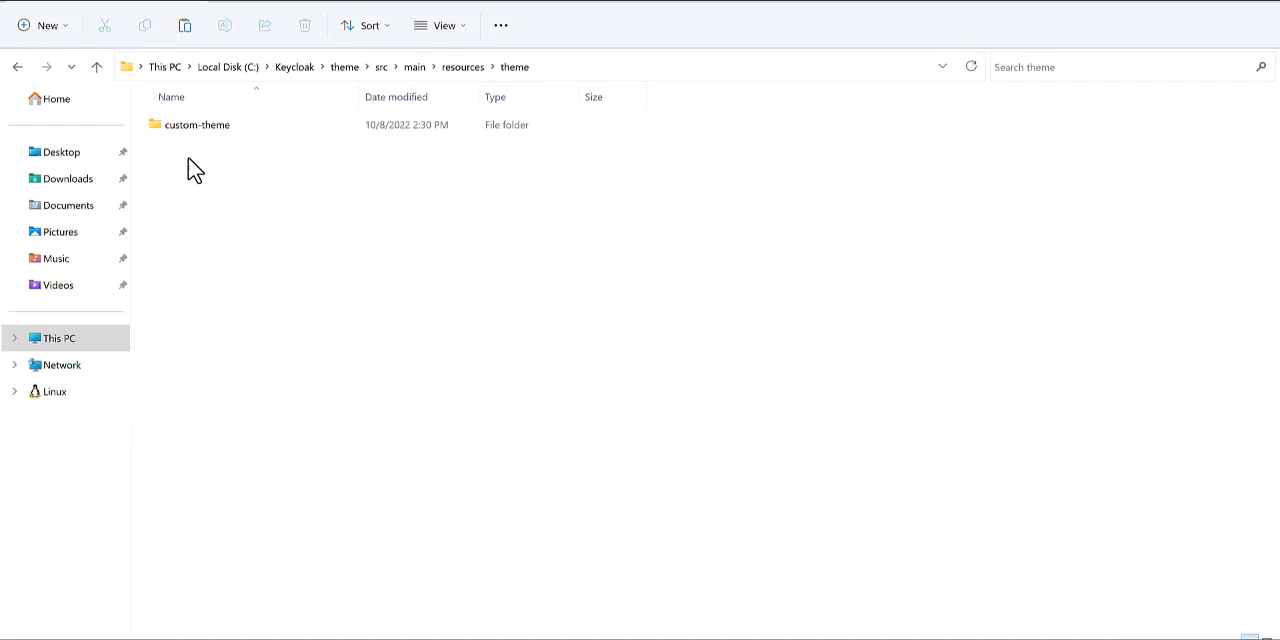 New Sort View
This PC Local Disk (C:) Keycloak theme src main resources theme Search theme
Home
Name Date modified Type Size
custom-theme 10/8/2022 2:30 PM File folder
Desktop
Downloads
Documents
Pictures
Music
Videos
This PC
Network
Linux